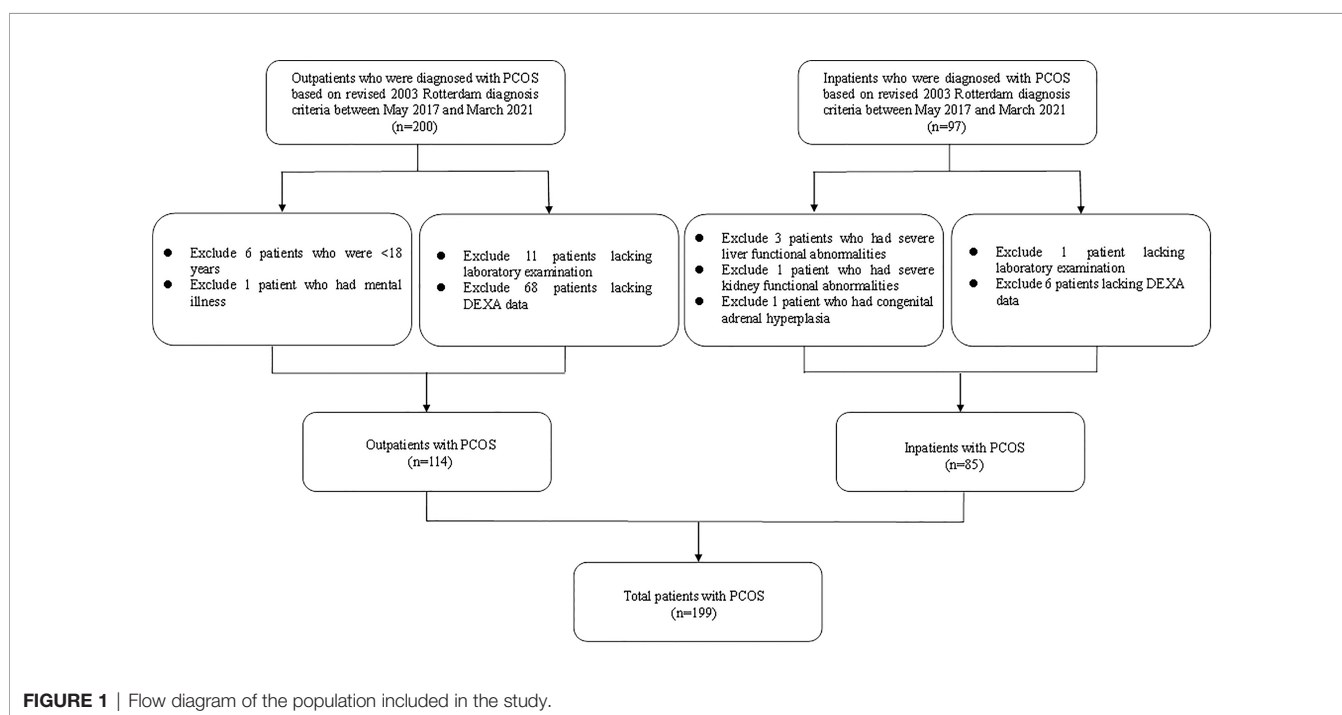 Outpatients who were diagnosed with PCOS
based on revised 2003 Rotterdam diagnosis
criteria between May 2017 and March 2021
(n=200)
Inpatients who were diagnosed with PCOS
based on revised 2003 Rotterdam diagnosis
criteria between May 2017 and March 2021
(n=97)
● Exclude 6 patients who were <18
years
● Exclude 1 patient who had mental
illness
● Exclude 11 patients lacking
laboratory examination
● Exclude 68 patients lacking
DEXA data
● Exclude 3 patients who had severe
liver functional abnormalities
● Exclude 1 patient who had severe
kidney functional abnormalities
● Exclude 1 patient who had congenital
adrenal hyperplasia
● Exclude 1 patient lacking
laboratory examination
● Exclude 6 patients lacking DEXA
data
Outpatients with PCOS
(n=114)
Inpatients with PCOS
(n=85)
Total patients with PCOS
(n=199)
FIGURE 1 | Flow diagram of the population included in the study.